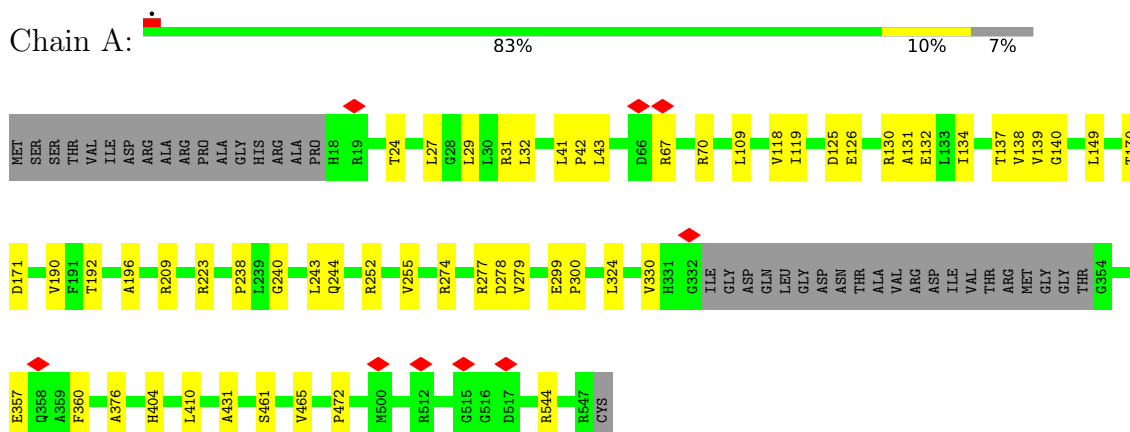 Chain A:
83% 10% 7%
MET SER SER THR VAL ILE ASP ARG ALA ARG PRO ALA GLY HIS ARG ALA PRO H18 R19 T24 L27 G28 L29 L30 R31 L32 L41 P42 L43 D66 R67 R70 L109 V118 I119 D125 E126 R130 A131 E132 L133 I134 T137 V138 V139 G140 L149 T170
D171 V190 F191 T192 A196 R209 R223 P238 L239 G240 L243 Q244 R252 V255 R274 R277 D278 V279 E299 P300 L324 V330 H331 G332 ILE GLY ASP GLN LEU GLY ASP ASN THR ALA VAL ARG ASP ILE VAL THR ARG MET GLY GLY THR G354
E357 Q358 A359 F360 A376 H404 L410 A431 S461 V465 P472 M500 R512 G515 G516 D517 R544 R547 CYS